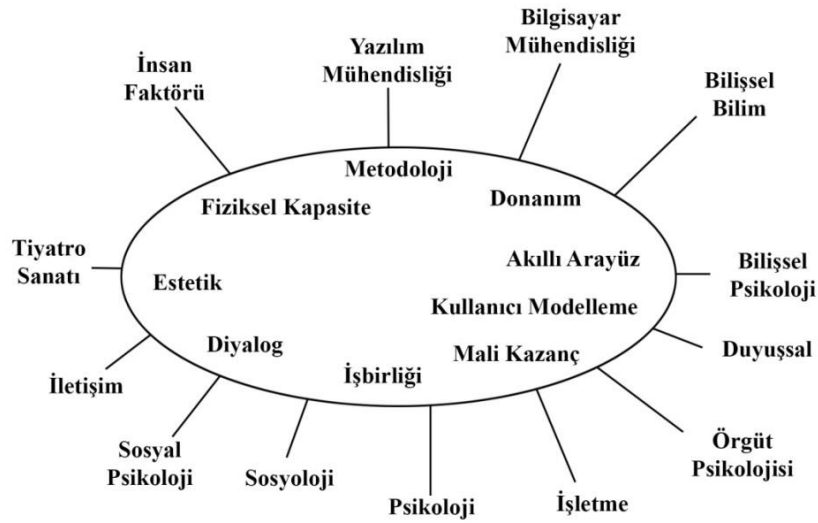 Bilgisayar
Mühendisliği
Yazılım
Mühendisliği
İnsan
Faktörü
Bilişsel
Bilim
Metodoloji
Donanım
Fiziksel Kapasite
Tiyatro
Sanatı
Akıllı Arayüz
Bilişsel
Psikoloji
Estetik
Kullanıcı Modelleme
Diyalog
Mali Kazanç
Duyuşsal
İşbirliği
İletişim
Sosyal
Psikoloji
Sosyoloji
Psikoloji
İşletme
Örgüt
Psikolojisi